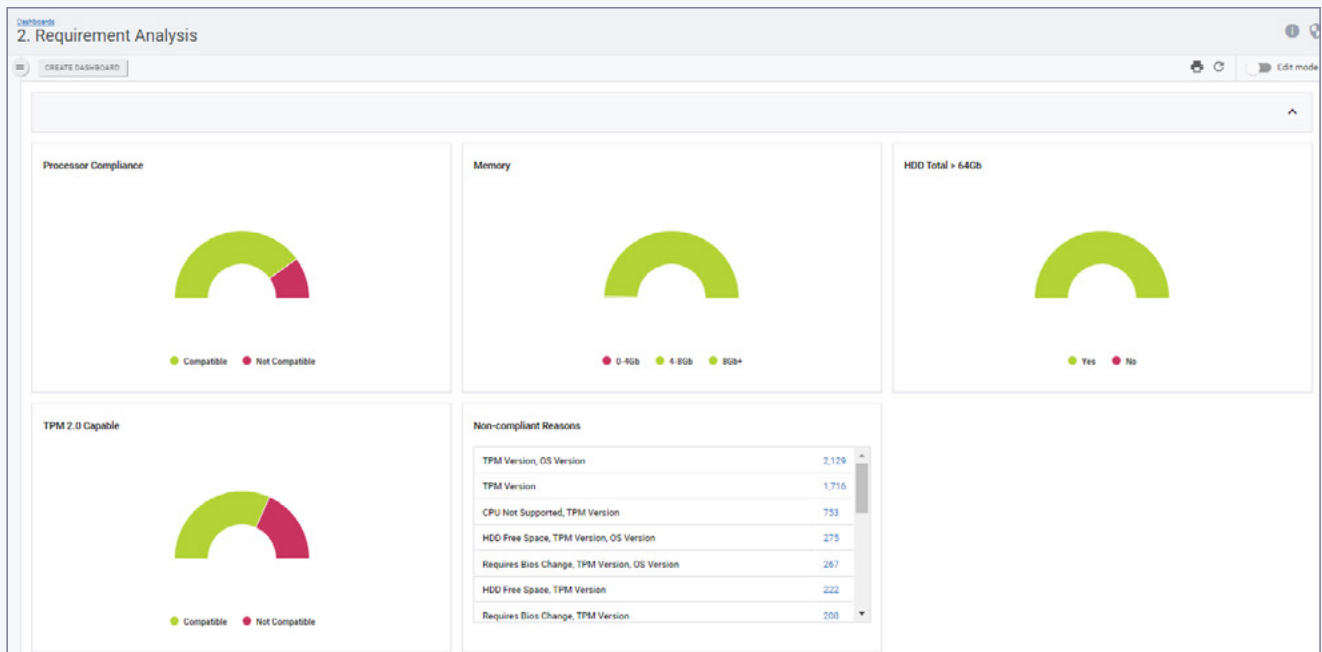 Dashboards
2. Requirement Analysis
CREATE DASHBOARD
Edit mode
Processor Compliance
Compatible Not Compatible
Memory
0-4Gb 4-8Gb 8Gb+
HDD Total > 64Gb
Yes No
TPM 2.0 Capable
Compatible Not Compatible
Non-compliant Reasons
TPM Version, OS Version 2,129
TPM Version 1,716
CPU Not Supported, TPM Version 753
HDD Free Space, TPM Version, OS Version 275
Requires Bios Change, TPM Version, OS Version 267
HDD Free Space, TPM Version 222
Requires Bios Change, TPM Version 208